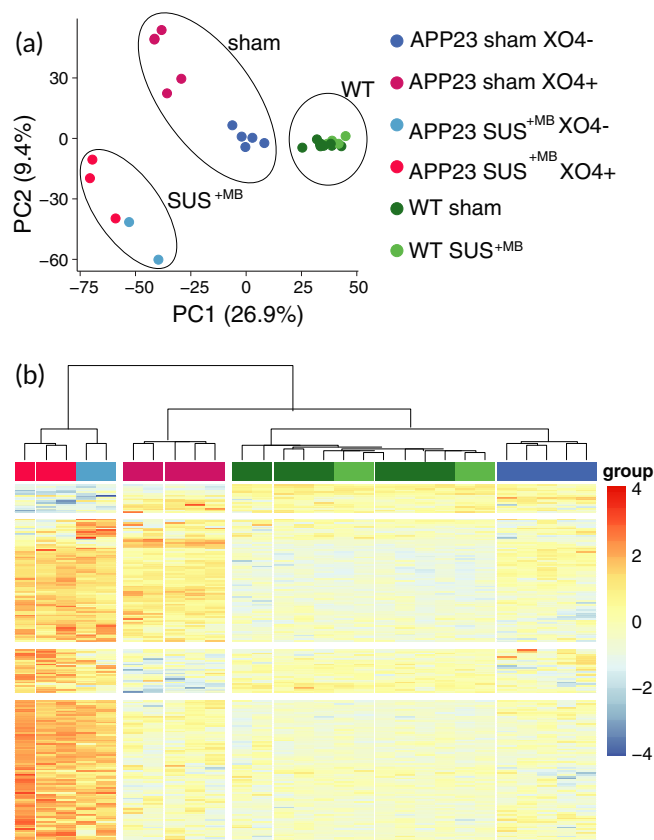 (a)
sham
WT
SUS+MB
PC2 (9.4%)
30
0
−30
−60
−75
−50
−25
0
25
50
PC1 (26.9%)
APP23 sham XO4-
APP23 sham XO4+
APP23 SUS+MB XO4-
APP23 SUS+MB XO4+
WT sham
WT SUS+MB
(b)
group
4
2
0
−2
−4